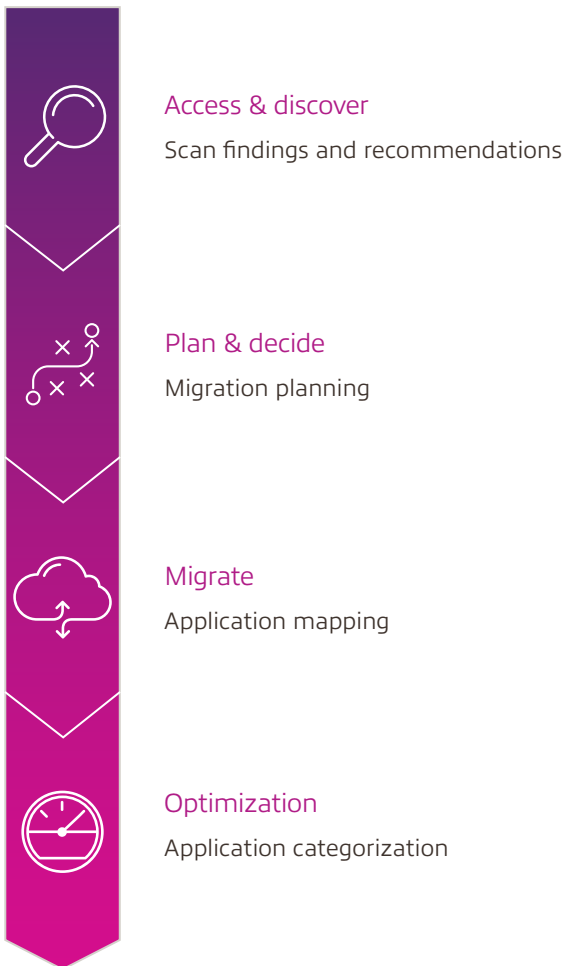 Access & discover
Scan findings and recommendations
Plan & decide
Migration planning
Migrate
Application mapping
Optimization
Application categorization